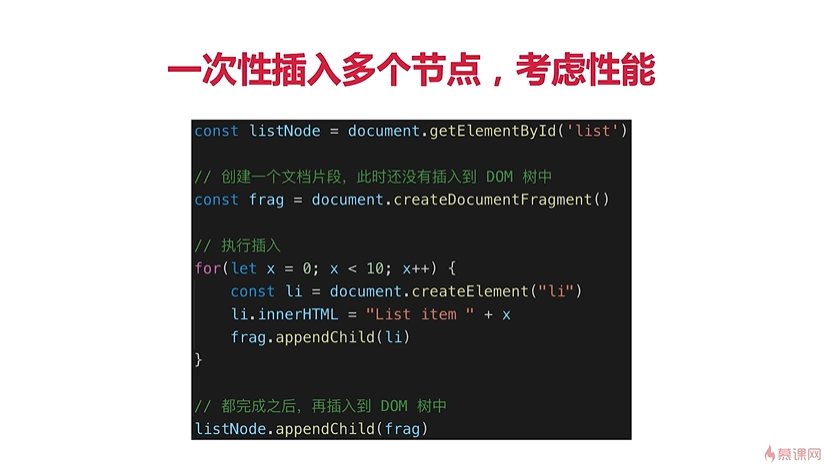 一次性插入多个节点，考虑性能
const listNode = document.getElementById('list')
// 创建一个文档片段，此时还没有插入到 DOM 树中
const frag = document.createDocumentFragment()
// 执行插入
for(let x = 0; x < 10; x++) {
    const li = document.createElement("li")
    li.innerHTML = "List item " + x
    frag.appendChild(li)
}
// 都完成之后，再插入到 DOM 树中
listNode.appendChild(frag)
慕课网